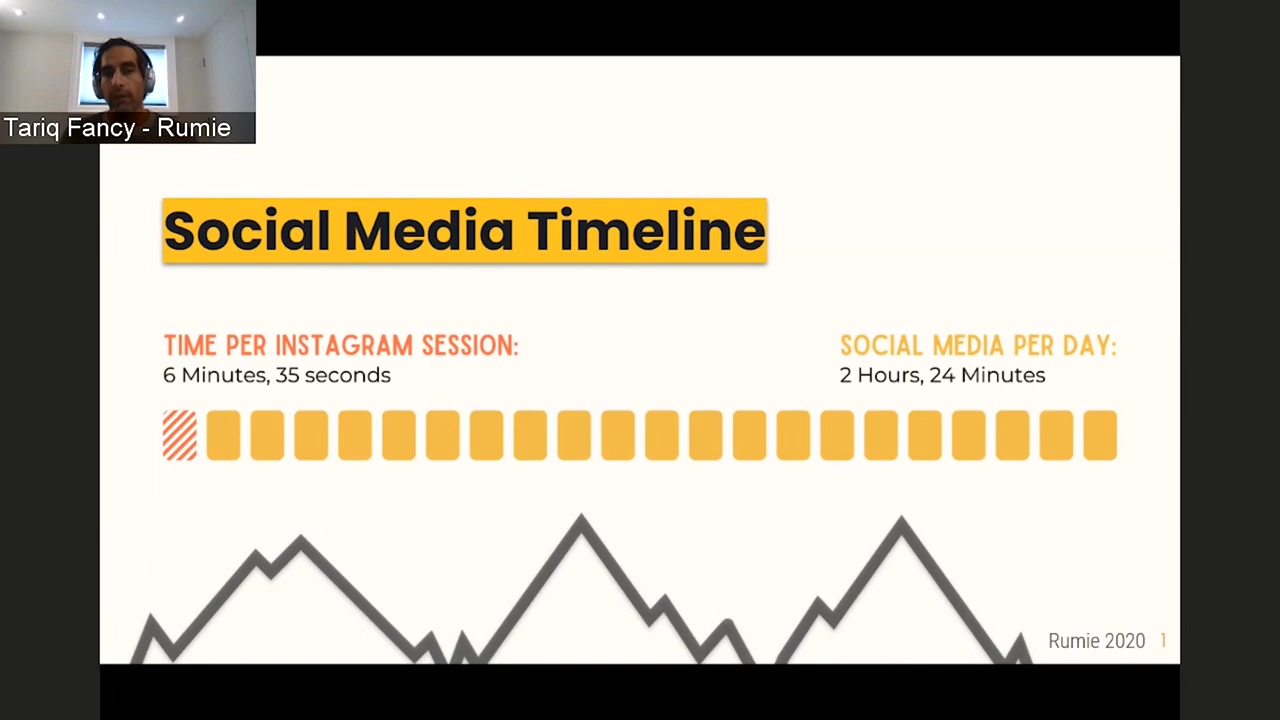 Tariq Fancy - Rumie
Social Media Timeline
TIME PER INSTAGRAM SESSION:
6 Minutes, 35 seconds
SOCIAL MEDIA PER DAY:
2 Hours, 24 Minutes
Rumie 2020 1